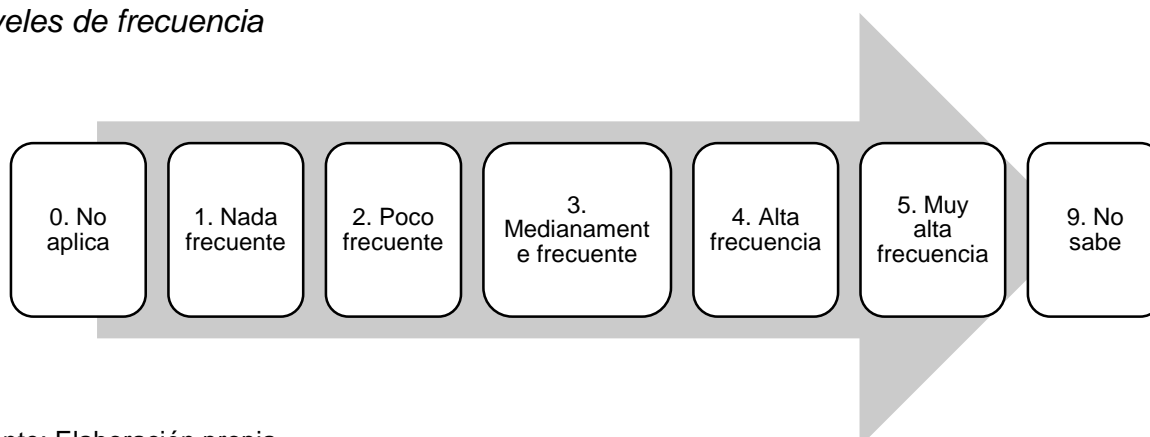 veles de frecuencia
0. No
aplica
1. Nada
frecuente
2. Poco
frecuente
3.
Medianament
e frecuente
4. Alta
frecuencia
5. Muy
alta
frecuencia
9. No
sabe
nte: Elaboración propia